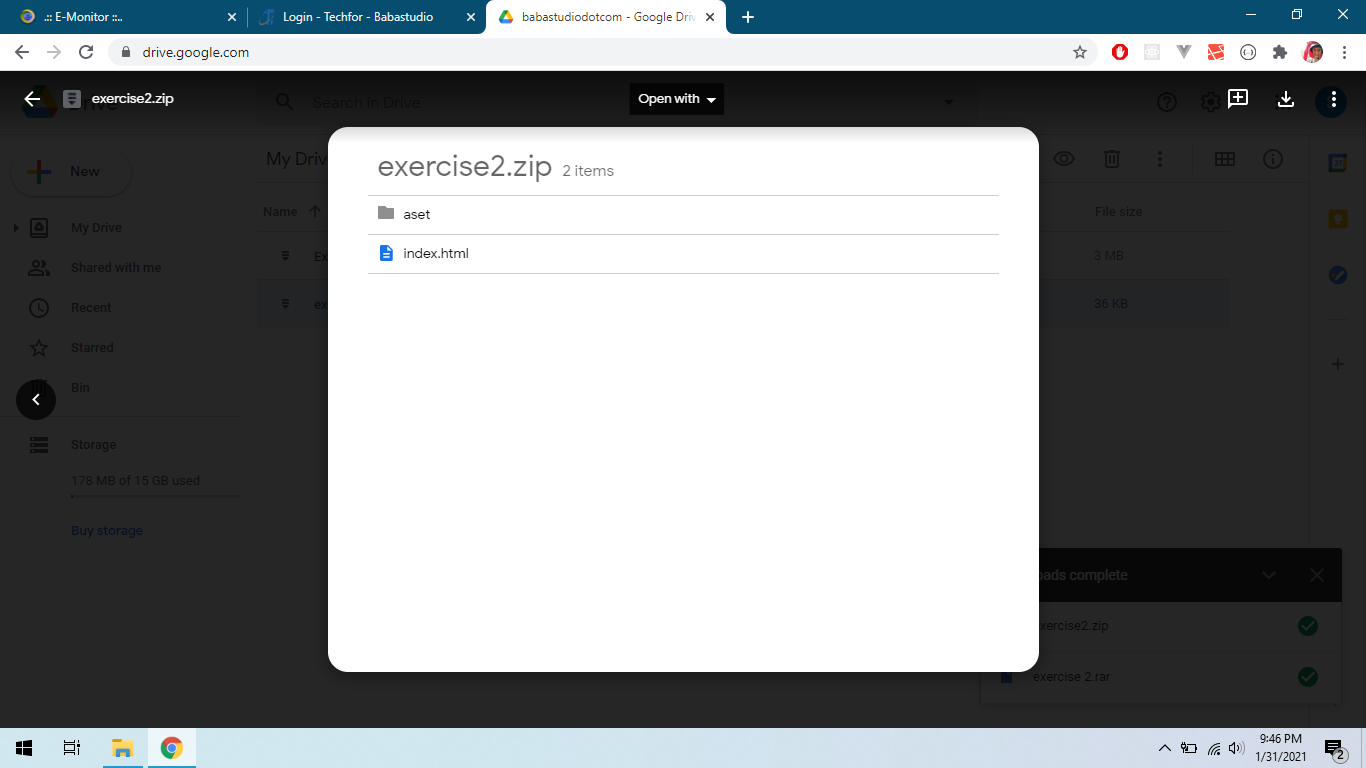 .:: E-Monitor ::..
Login - Techfor - Babastudio
babastudiodotcom - Google Driv
drive.google.com
exercise2.zip
Search in Drive
Open with
New
My Driv
exercise2.zip 2 items
Name
File size
aset
My Drive
index.html
Ex
3 MB
Shared with me
ex
36 KB
Recent
Starred
Bin
Storage
178 MB of 15 GB used
Buy storage
oads complete
exercise2.zip
exercise 2.rar
9:46 PM
1/31/2021
2